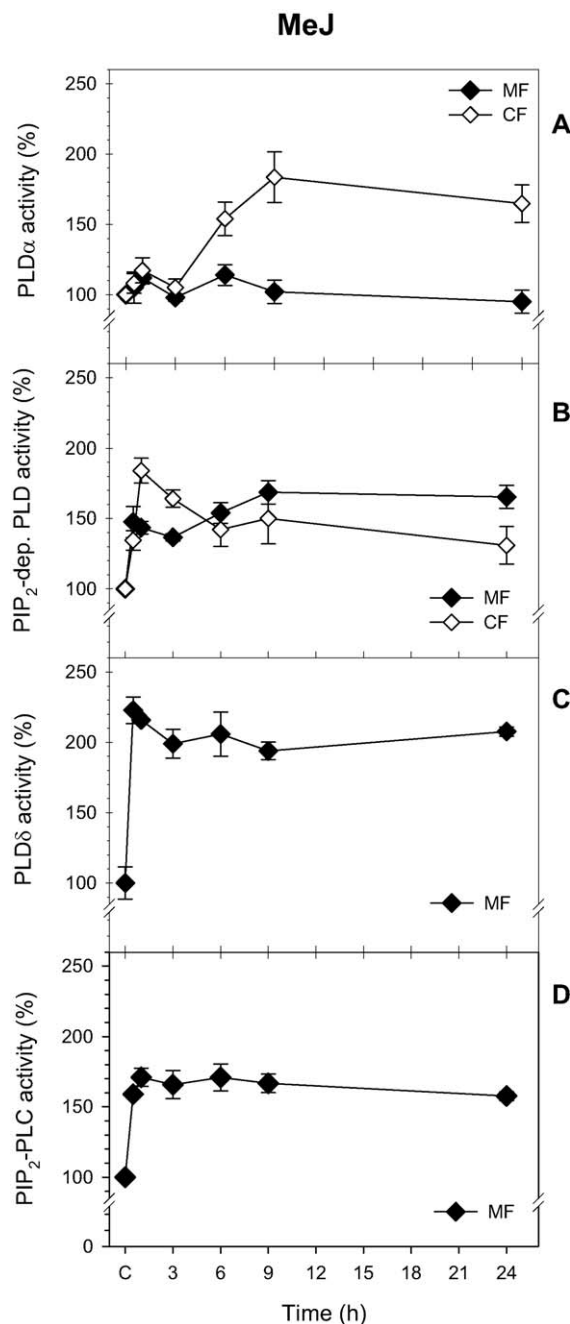 MeJ
A
PLDα activity (%)
250
200
150
100
MF
CF
B
PIP2-dep. PLD activity (%)
250
200
150
100
MF
CF
C
PLDδ activity (%)
250
200
150
100
MF
D
PIP2-PLC activity (%)
250
200
150
100
0
MF
C 3 6 9 12 15 18 21 24
Time (h)